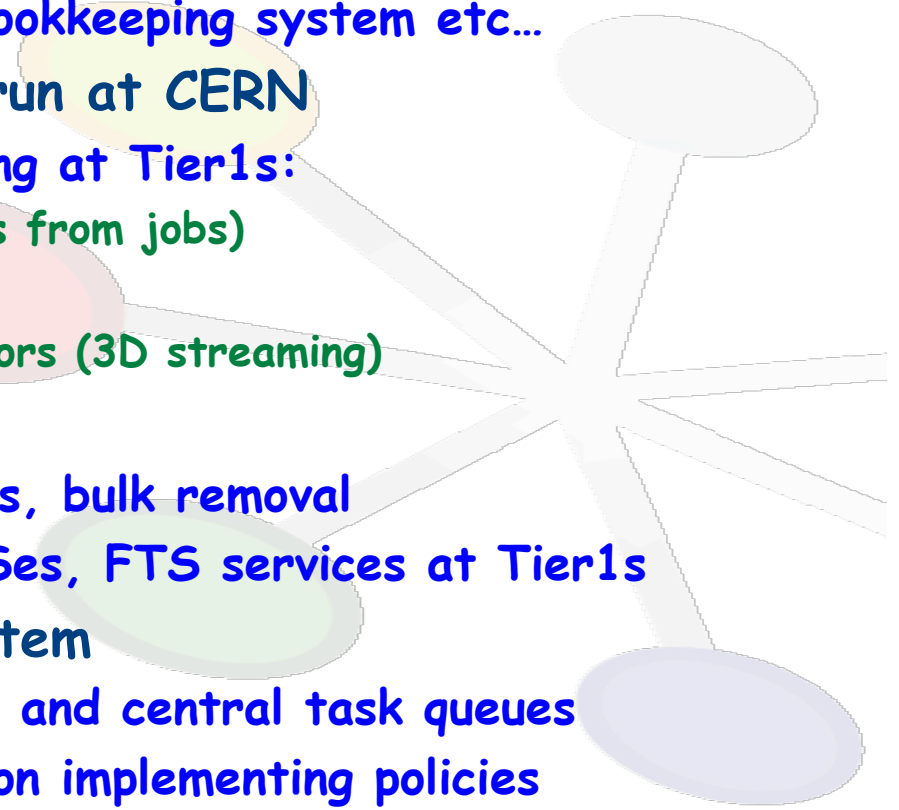 ookkeeping system etc…
run at CERN
ng at Tier1s:
s from jobs)
ors (3D streaming)
s, bulk removal
Ses, FTS services at Tier1s
tem
and central task queues
on implementing policies